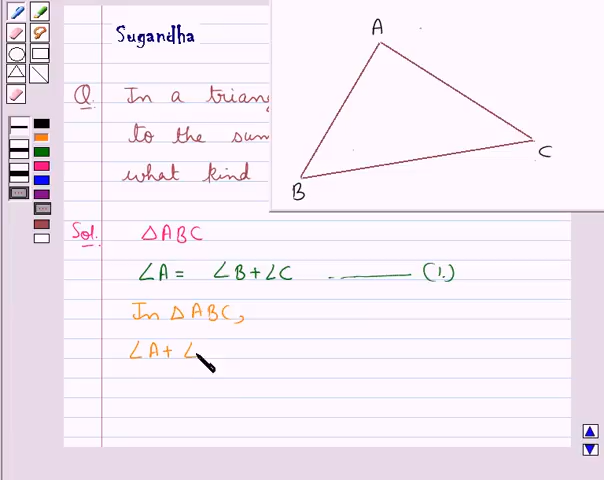 Sugandha
Q. In a triang
to the sum
what kind
Sol. △ABC
∠A = ∠B+∠C ——— (1.)
In △ABC,
∠A+ ∠
A
B
C